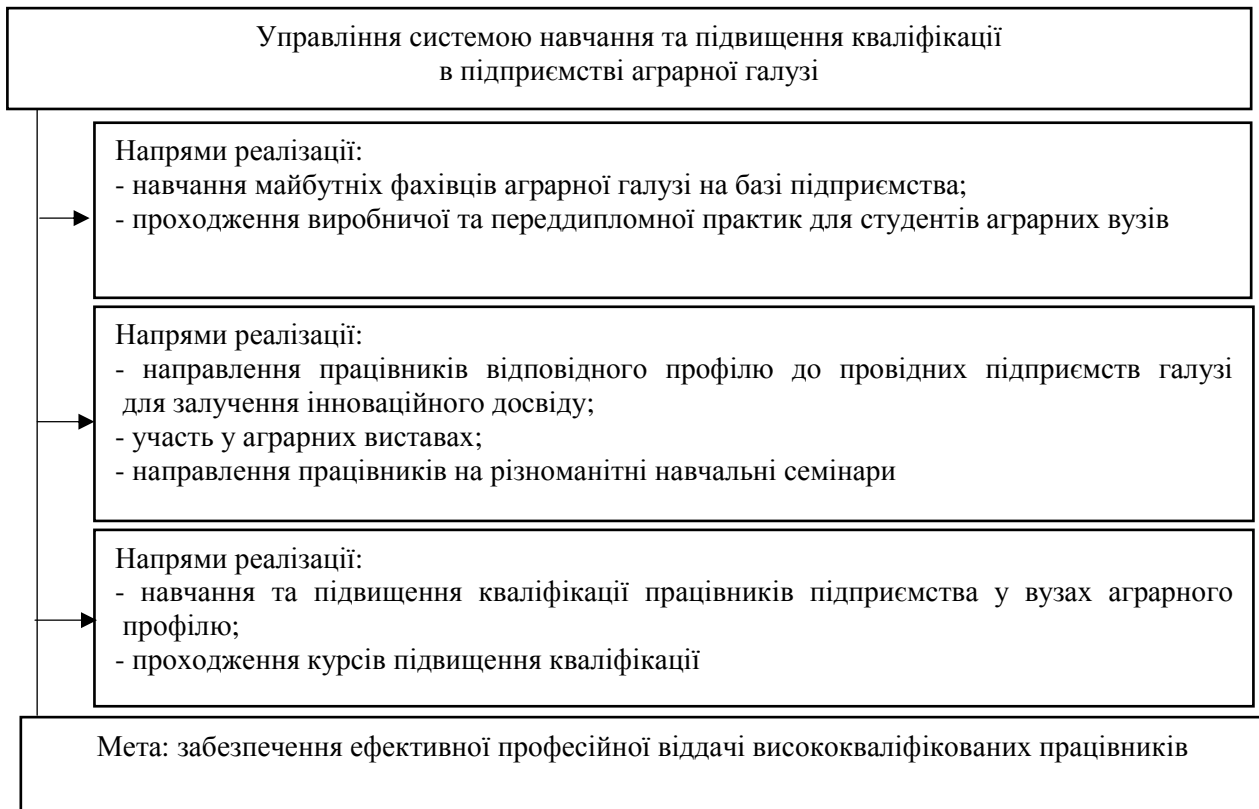 Управління системою навчання та підвищення кваліфікації
в підприємстві аграрної галузі
Напрями реалізації:
- навчання майбутніх фахівців аграрної галузі на базі підприємства;
- проходження виробничої та переддипломної практик для студентів аграрних вузів
Напрями реалізації:
- направлення працівників відповідного профілю до провідних підприємств галузі
для залучення інноваційного досвіду;
- участь у аграрних виставах;
- направлення працівників на різноманітні навчальні семінари
Напрями реалізації:
- навчання та підвищення кваліфікації працівників підприємства у вузах аграрного
профілю;
- проходження курсів підвищення кваліфікації
Мета: забезпечення ефективної професійної віддачі висококваліфікованих працівників